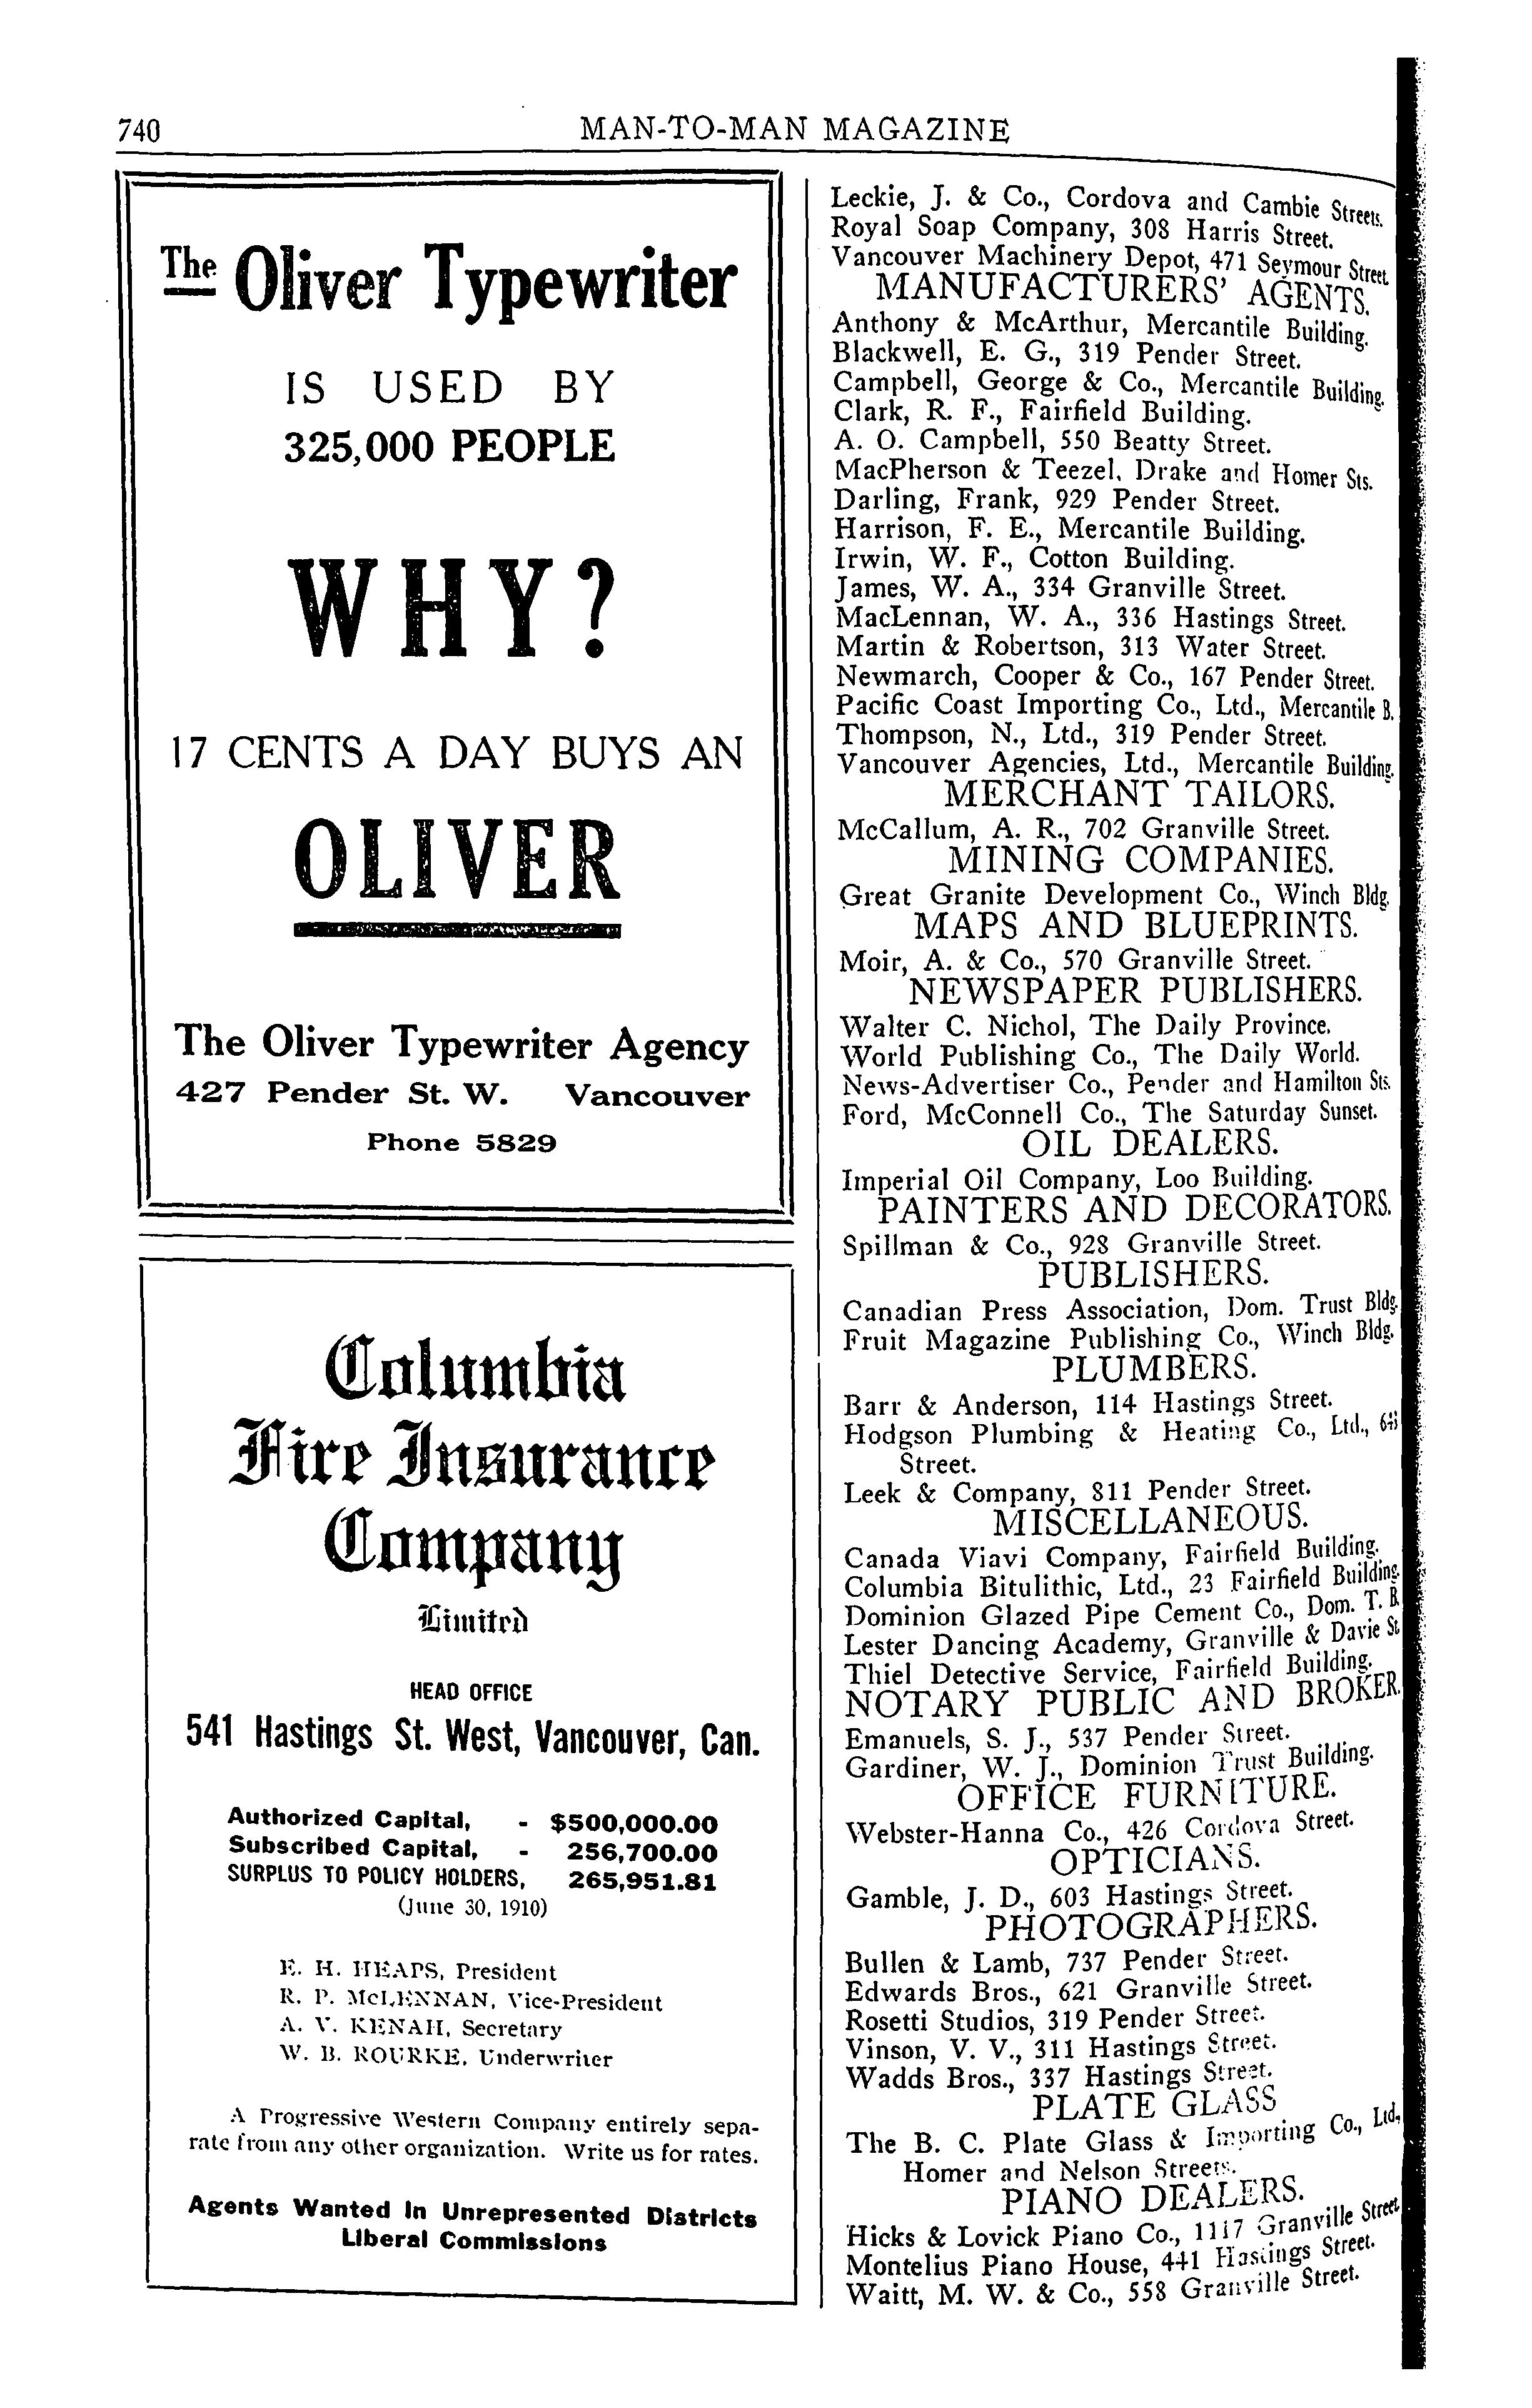 740
MAN-TO-MAN MAGAZINE
The Oliver Typewriter
IS USED BY
325,000 PEOPLE
WHY?
17 CENTS A DAY BUYS AN
OLIVER
The Oliver Typewriter Agency
427 Pender St. W. Vancouver
Phone 5829
Columbia
Fire Insurance
Company
Limited
HEAD OFFICE
541 Hastings St. West, Vancouver, Can.
Authorized Capital, - $500,000.00
Subscribed Capital, - 256,700.00
SURPLUS TO POLICY HOLDERS, 265,951.81
(June 30, 1910)
E. H. HEAPS, President
R. P. McLENNAN, Vice-President
A. V. KENAH, Secretary
W. B. ROURKE, Underwriter
A Progressive Western Company entirely sepa-
rate from any other organization. Write us for rates.
Agents Wanted in Unrepresented Districts
Liberal Commissions
Leckie, J. & Co., Cordova and Cambie Streets.
Royal Soap Company, 308 Harris Street.
Vancouver Machinery Depot, 471 Seymour Street.
MANUFACTURERS' AGENTS.
Anthony & McArthur, Mercantile Building.
Blackwell, E. G., 319 Pender Street.
Campbell, George & Co., Mercantile Building.
Clark, R. F., Fairfield Building.
A. O. Campbell, 550 Beatty Street.
MacPherson & Teezel, Drake and Homer Sts.
Darling, Frank, 929 Pender Street.
Harrison, F. E., Mercantile Building.
Irwin, W. F., Cotton Building.
James, W. A., 334 Granville Street.
MacLennan, W. A., 336 Hastings Street.
Martin & Robertson, 313 Water Street.
Newmarch, Cooper & Co., 167 Pender Street.
Pacific Coast Importing Co., Ltd., Mercantile B.
Thompson, N., Ltd., 319 Pender Street.
Vancouver Agencies, Ltd., Mercantile Building.
MERCHANT TAILORS.
McCallum, A. R., 702 Granville Street.
MINING COMPANIES.
Great Granite Development Co., Winch Bldg.
MAPS AND BLUEPRINTS.
Moir, A. & Co., 570 Granville Street.
NEWSPAPER PUBLISHERS.
Walter C. Nichol, The Daily Province.
World Publishing Co., The Daily World.
News-Advertiser Co., Pender and Hamilton Sts.
Ford, McConnell Co., The Saturday Sunset.
OIL DEALERS.
Imperial Oil Company, Loo Building.
PAINTERS AND DECORATORS.
Spillman & Co., 928 Granville Street.
PUBLISHERS.
Canadian Press Association, Dom. Trust Bldg.
Fruit Magazine Publishing Co., Winch Bldg.
PLUMBERS.
Barr & Anderson, 114 Hastings Street.
Hodgson Plumbing & Heating Co., Ltd.,
Street.
Leek & Company, 811 Pender Street.
MISCELLANEOUS.
Canada Viavi Company, Fairfield Building.
Columbia Bitulithic, Ltd., 23 Fairfield Building.
Dominion Glazed Pipe Cement Co., Dom. T. B.
Lester Dancing Academy, Granville & Davie St.
Thiel Detective Service, Fairfield Building.
NOTARY PUBLIC AND BROKER.
Emanuels, S. J., 537 Pender Street.
Gardiner, W. J., Dominion Trust Building.
OFFICE FURNITURE.
Webster-Hanna Co., 426 Cordova Street.
OPTICIANS.
Gamble, J. D., 603 Hastings Street.
PHOTOGRAPHERS.
Bullen & Lamb, 737 Pender Street.
Edwards Bros., 621 Granville Street.
Rosetti Studios, 319 Pender Street.
Vinson, V. V., 311 Hastings Street.
Wadds Bros., 337 Hastings Street.
PLATE GLASS
The B. C. Plate Glass & Importing Co., Ltd.,
Homer and Nelson Streets.
PIANO DEALERS.
Hicks & Lovick Piano Co., 1117 Granville Street
Montelius Piano House, 441 Hastings Street.
Waitt, M. W. & Co., 558 Granville Street.